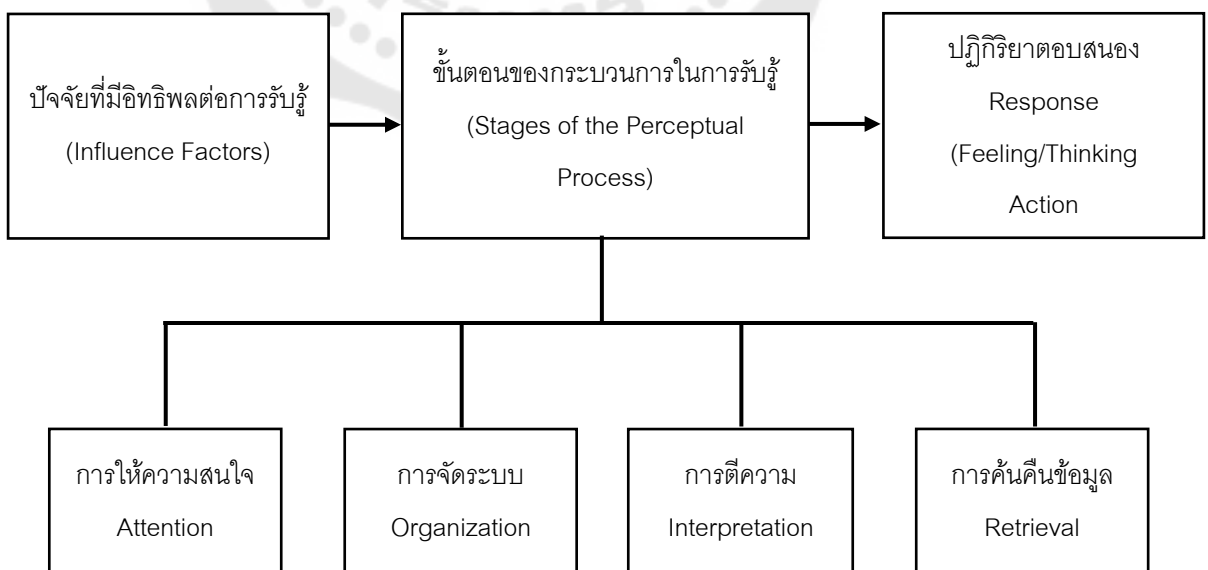 ปัจจัยที่มีอิทธิพลต่อการรับรู้
(Influence Factors)
ขั้นตอนของกระบวนการในการรับรู้
(Stages of the Perceptual
Process)
ปฏิกิริยาตอบสนอง
Response
(Feeling/Thinking
Action
การให้ความสนใจ
Attention
การจัดระบบ
Organization
การตีความ
Interpretation
การค้นคืนข้อมูล
Retrieval